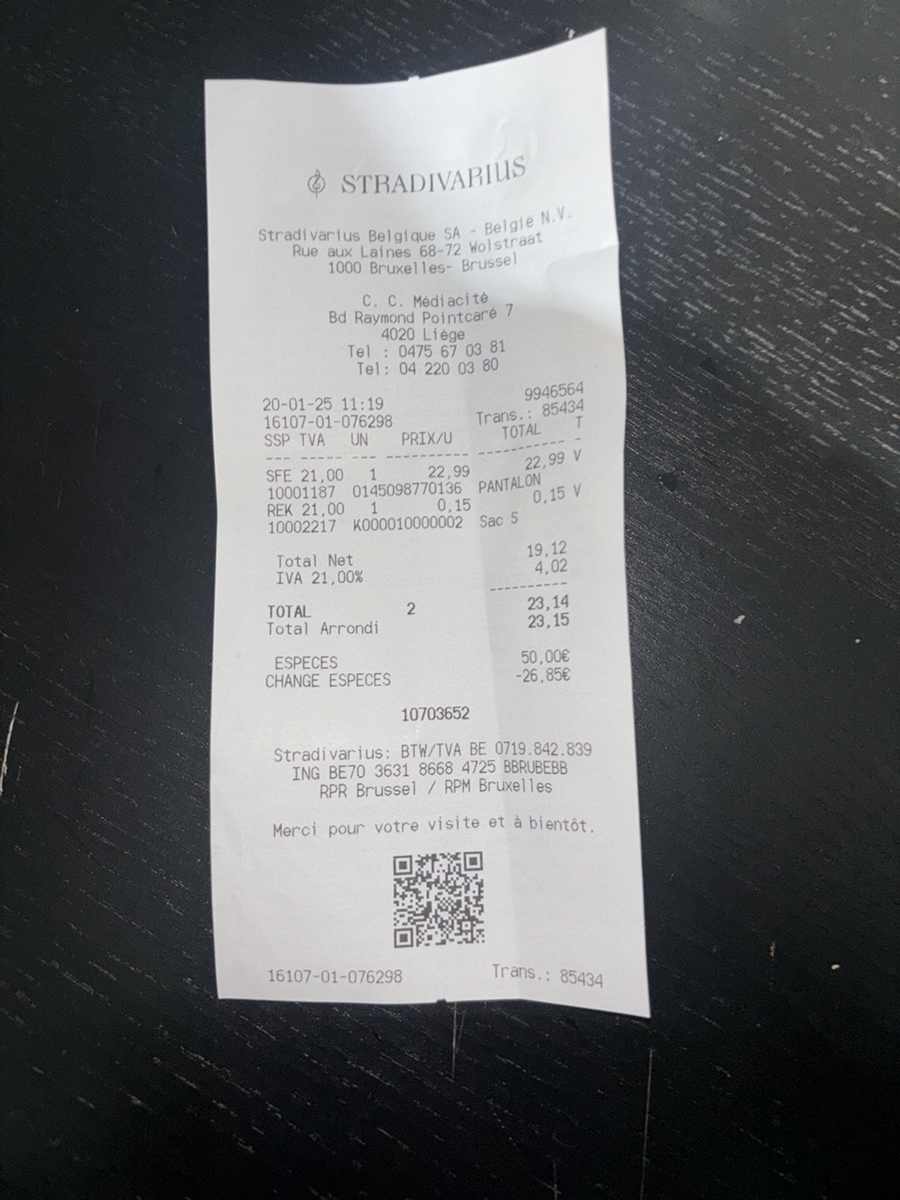 STRADIVARIUS
Stradivarius Belgique SA - België N.V.
Rue aux Laines 68-72 Wolstraat
1000 Bruxelles- Brussel
C. C. Médiacité
Bd Raymond Pointcaré 7
4020 Liège
Tel : 0475 67 03 81
Tel: 04 220 03 80
9946564
20-01-25 11:19 Trans.: 85434
16107-01-076298
SSP TVA UN PRIX/U TOTAL T
--- ---- --- ---------- ---------- -
SFE 21,00 1 22,99 22,99 V
10001187 0145098770136 PANTALON
REK 21,00 1 0,15 0,15 V
10002217 K000010000002 Sac S
Total Net 19,12
IVA 21,00% 4,02
----------
TOTAL 2 23,14
Total Arrondi 23,15
ESPECES 50,00€
CHANGE ESPECES -26,85€
10703652
Stradivarius: BTW/TVA BE 0719.842.839
ING BE70 3631 8668 4725 BBRUBEBB
RPR Brussel / RPM Bruxelles
Merci pour votre visite et à bientôt.
16107-01-076298 Trans.: 85434